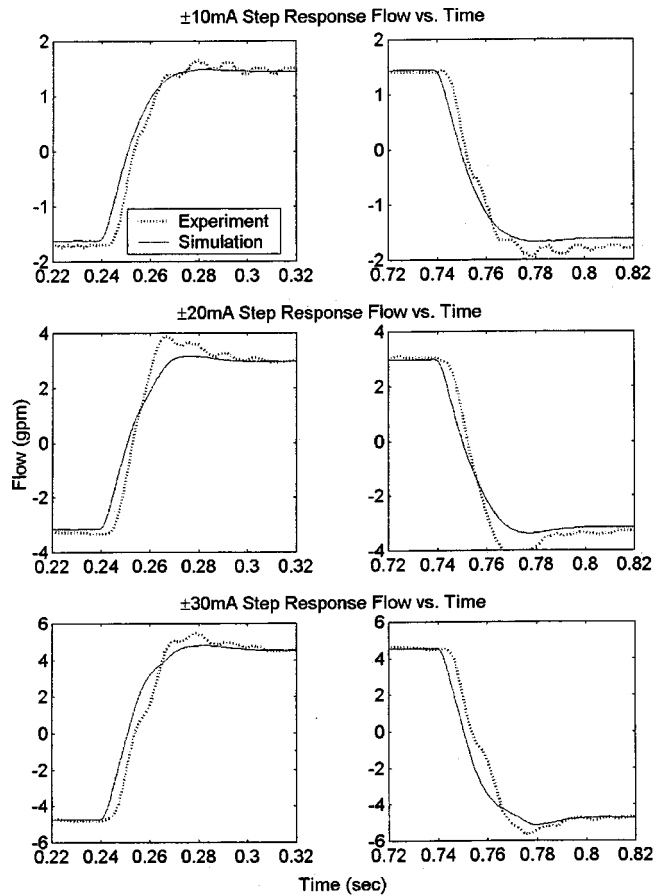 ±10mA Step Response Flow vs. Time
2
1
0
-1
-2
0.22 0.24 0.26 0.28 0.3 0.32
Experiment
Simulation
2
1
0
-1
-2
0.72 0.74 0.76 0.78 0.8 0.82
±20mA Step Response Flow vs. Time
4
2
0
-2
-4
0.22 0.24 0.26 0.28 0.3 0.32
Flow (gpm)
4
2
0
-2
-4
0.72 0.74 0.76 0.78 0.8 0.82
±30mA Step Response Flow vs. Time
6
4
2
0
-2
-4
-6
0.22 0.24 0.26 0.28 0.3 0.32
6
4
2
0
-2
-4
-6
0.72 0.74 0.76 0.78 0.8 0.82
Time (sec)